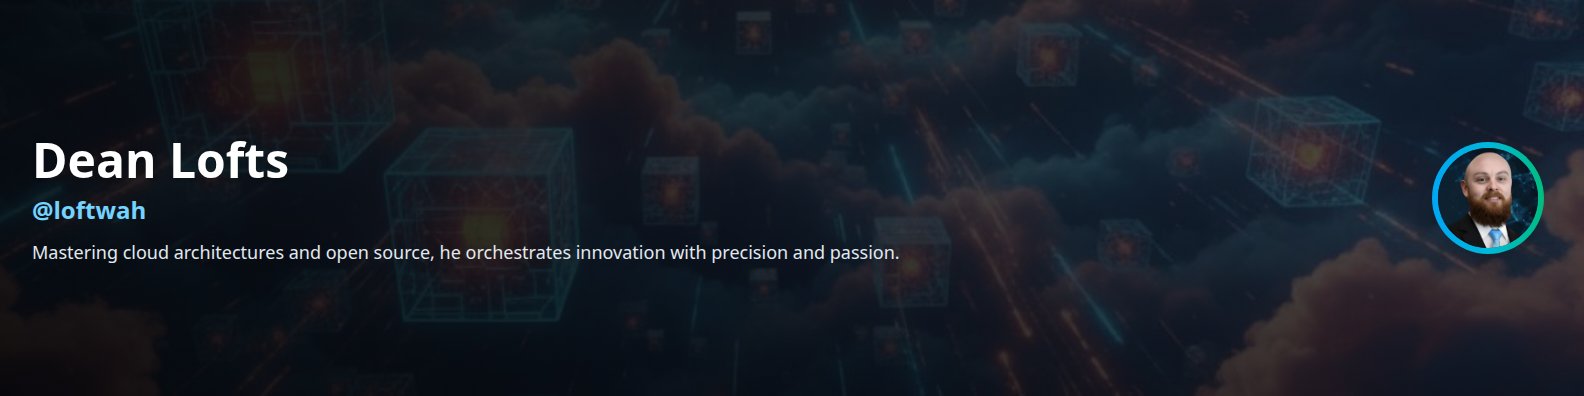 Dean Lofts
@loftwah
Mastering cloud architectures and open source, he orchestrates innovation with precision and passion.